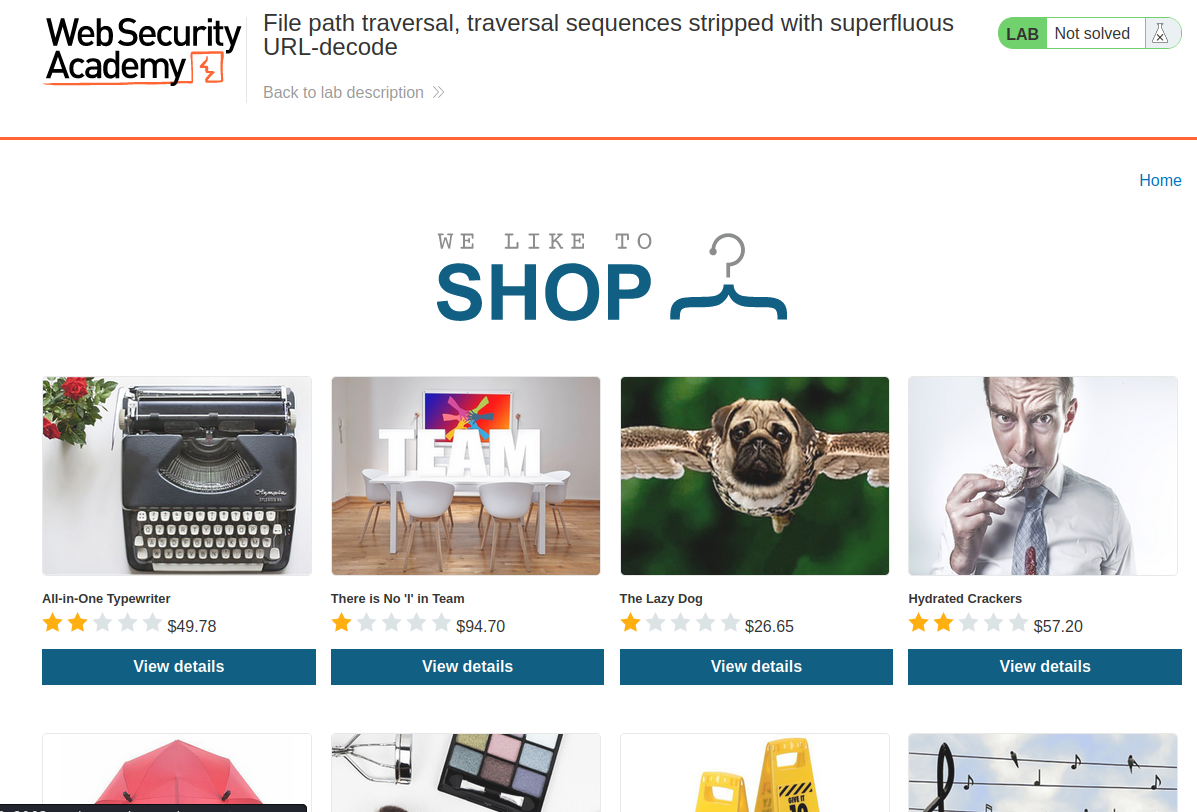 Web Security
Academy
File path traversal, traversal sequences stripped with superfluous
URL-decode
Back to lab description
LAB Not solved
Home
WE LIKE TO
SHOP
TEAM
All-in-One Typewriter
$49.78
View details
There is No 'I' in Team
$94.70
View details
The Lazy Dog
$26.65
View details
Hydrated Crackers
$57.20
View details